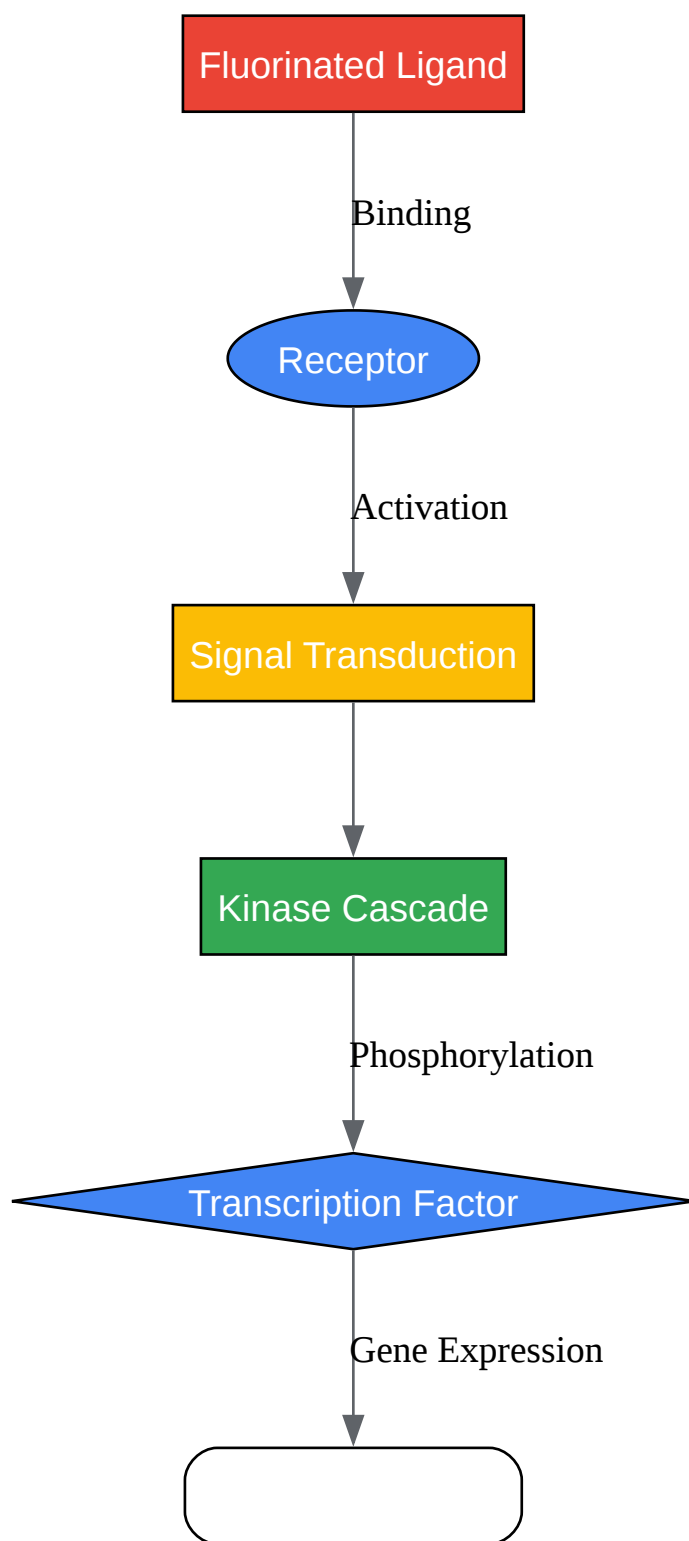 Fluorinated Ligand
Binding
Receptor
Activation
Signal Transduction
Kinase Cascade
Phosphorylation
Transcription Factor
Gene Expression